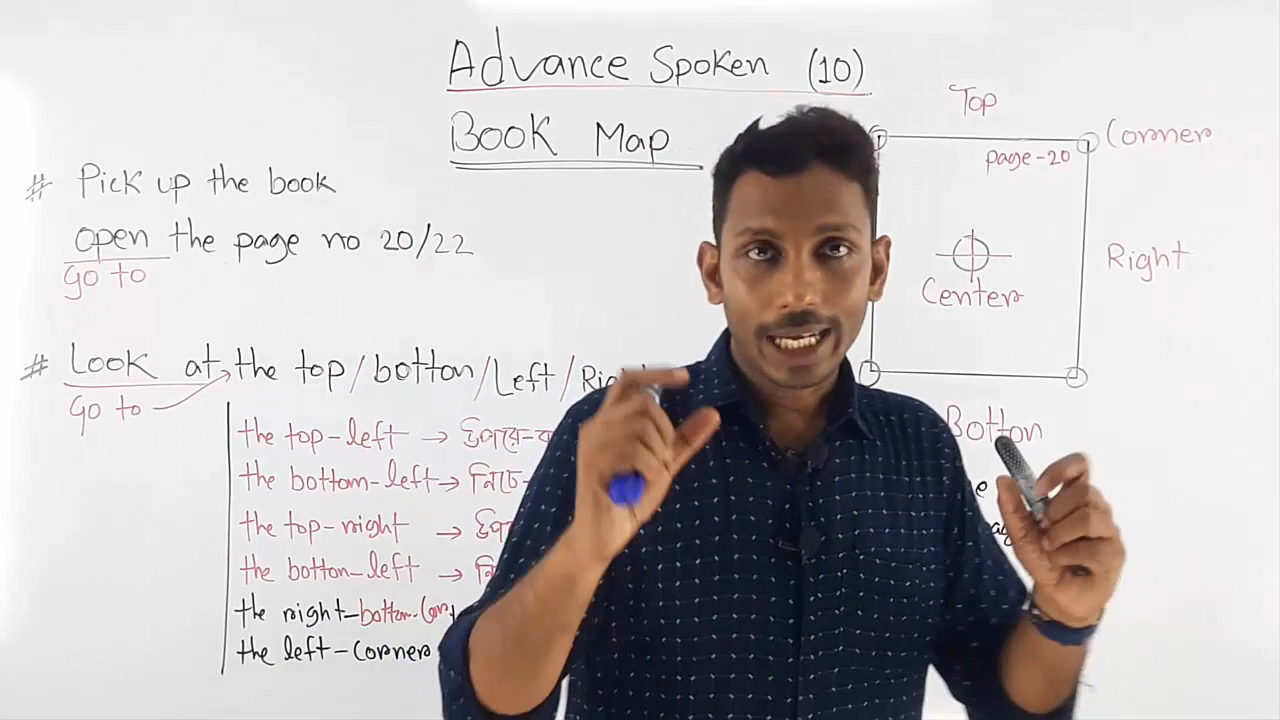 Advance Spoken (10)
Book Map
# Pick up the book
open the page no 20/22
Go to
# Look at the top/botton/Left/
Go to
the top-left → উপরে-
the bottom-left → নিচে-
the top-right →
the botton-left →
the right-botton-
the left-corner
Top
Corner
page-20
Right
Center
Botton